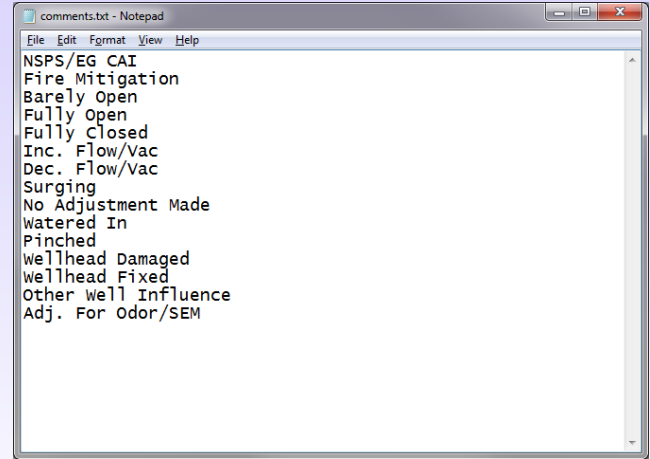 comments.txt - Notepad
File Edit Format View Help
NSPS/EG CAI
Fire Mitigation
Barely Open
Fully Open
Fully Closed
Inc. Flow/Vac
Dec. Flow/Vac
Surging
No Adjustment Made
Watered In
Pinched
Wellhead Damaged
Wellhead Fixed
Other Well Influence
Adj. For Odor/SEM